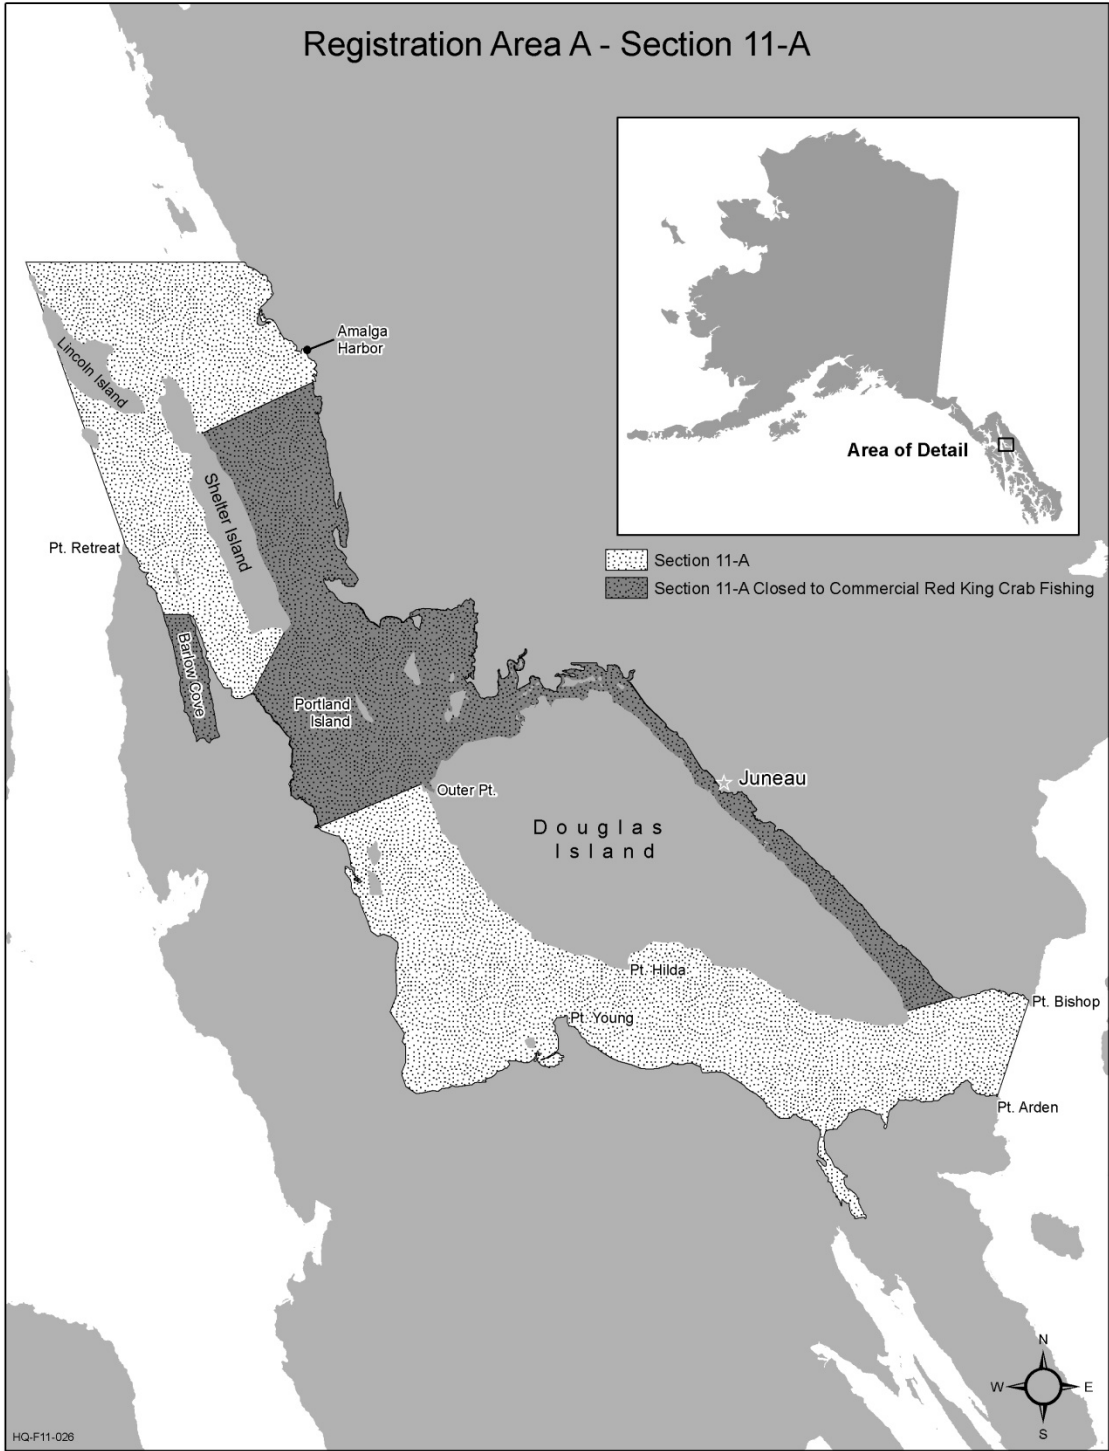 Registration Area A - Section 11-A
Area of Detail
Section 11-A
Section 11-A Closed to Commercial Red King Crab Fishing
Amalga
Harbor
Lincoln Island
Shelter Island
Pt. Retreat
Barlow Cove
Portland
Island
Outer Pt.
Juneau
Douglas
Island
Pt. Hilda
Pt. Young
Pt. Bishop
Pt. Arden
N
W
E
S
HQ-F11-026